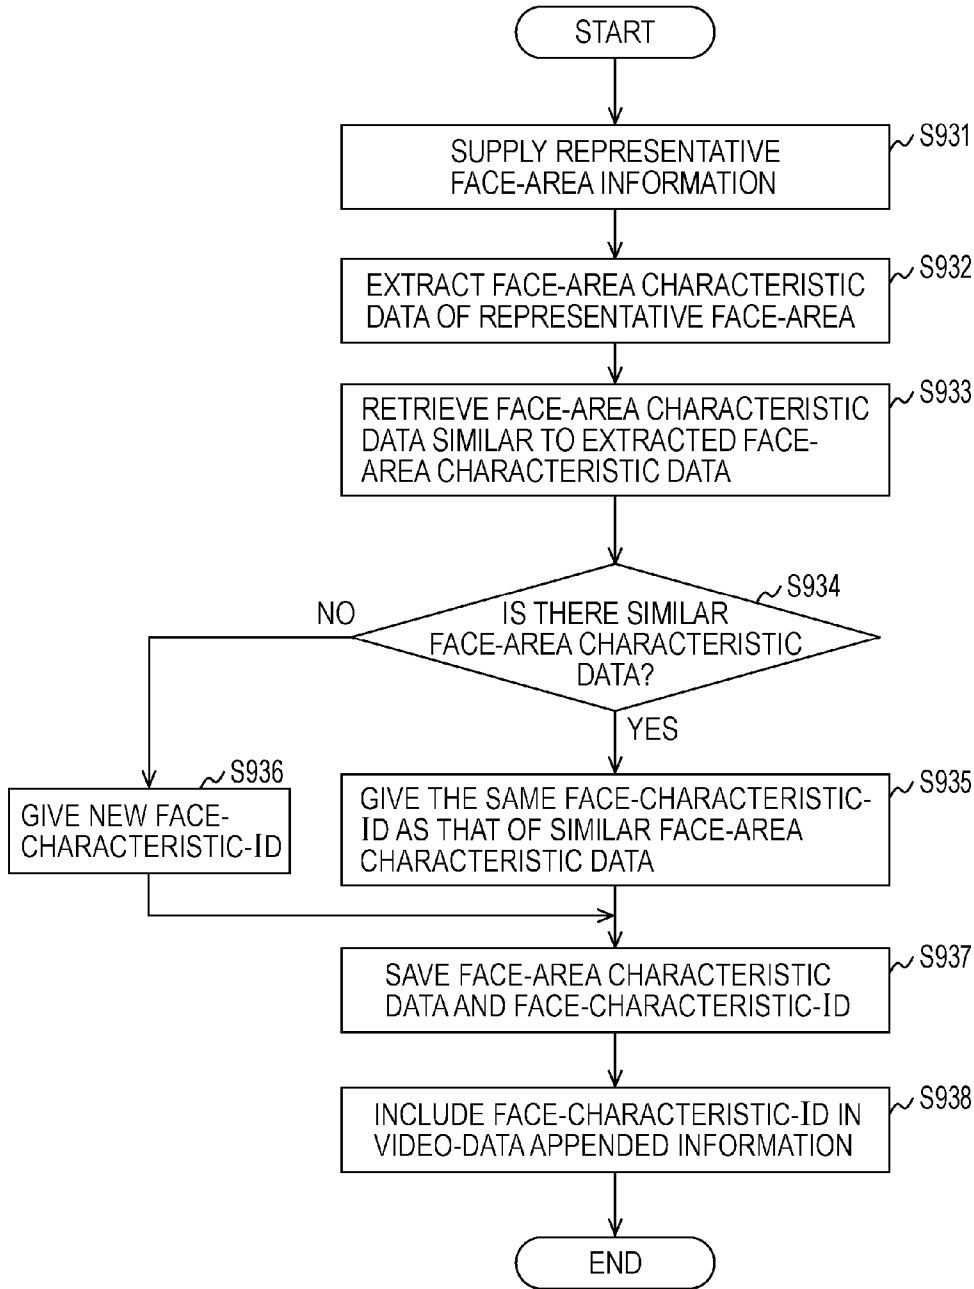 START
S931
SUPPLY REPRESENTATIVE
FACE-AREA INFORMATION
S932
EXTRACT FACE-AREA CHARACTERISTIC
DATA OF REPRESENTATIVE FACE-AREA
S933
RETRIEVE FACE-AREA CHARACTERISTIC
DATA SIMILAR TO EXTRACTED FACE-
AREA CHARACTERISTIC DATA
S934
NO
IS THERE SIMILAR
FACE-AREA CHARACTERISTIC
DATA?
YES
S936
GIVE NEW FACE-
CHARACTERISTIC-ID
S935
GIVE THE SAME FACE-CHARACTERISTIC-
ID AS THAT OF SIMILAR FACE-AREA
CHARACTERISTIC DATA
S937
SAVE FACE-AREA CHARACTERISTIC
DATA AND FACE-CHARACTERISTIC-ID
S938
INCLUDE FACE-CHARACTERISTIC-ID IN
VIDEO-DATA APPENDED INFORMATION
END